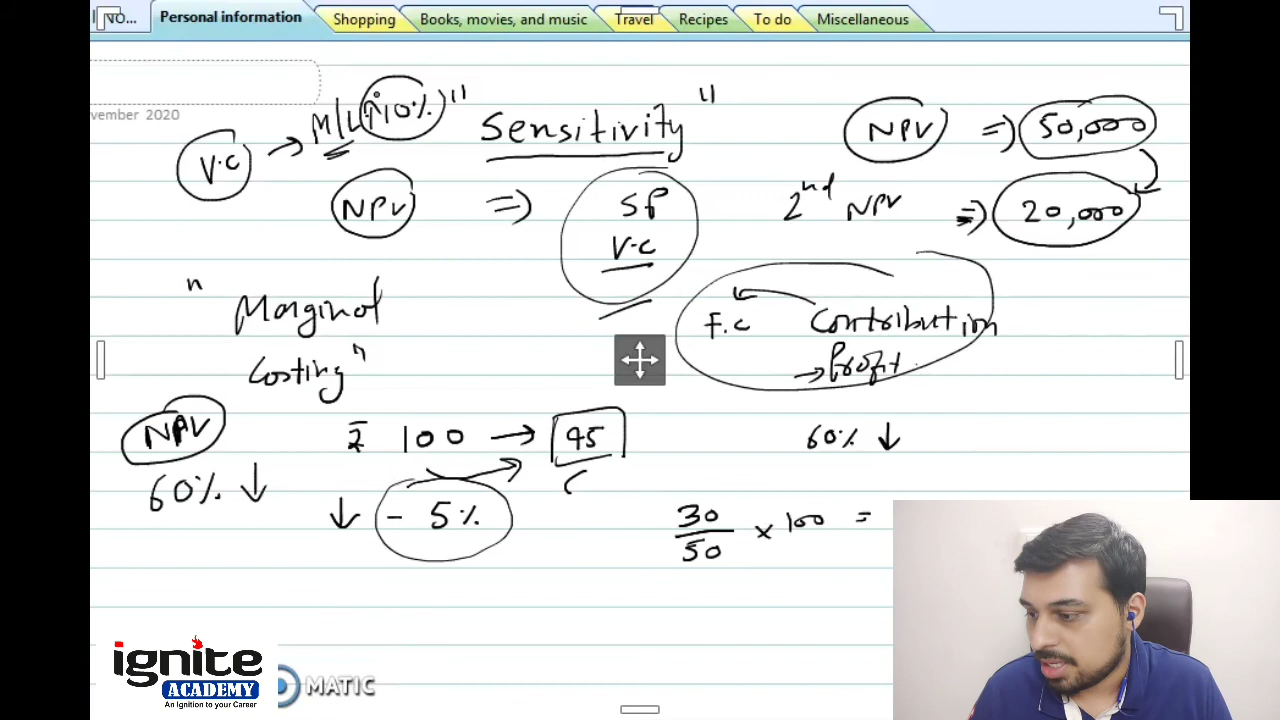 NO... Personal information Shopping Books, movies, and music Travel Recipes To do Miscellaneous
vember 2020
V.C → M/L ↑10% " Sensitivity " NPV => 50,000
NPV => SP 2nd NPV => 20,000
V.C
" Marginal F.C Contribution
Costing " → Profit
NPV 2 100 → 95 60% ↓
60% ↓ ↓ - 5% 30/50 x 100 =
ignite
ACADEMY
An Ignition to your Career
MATIC